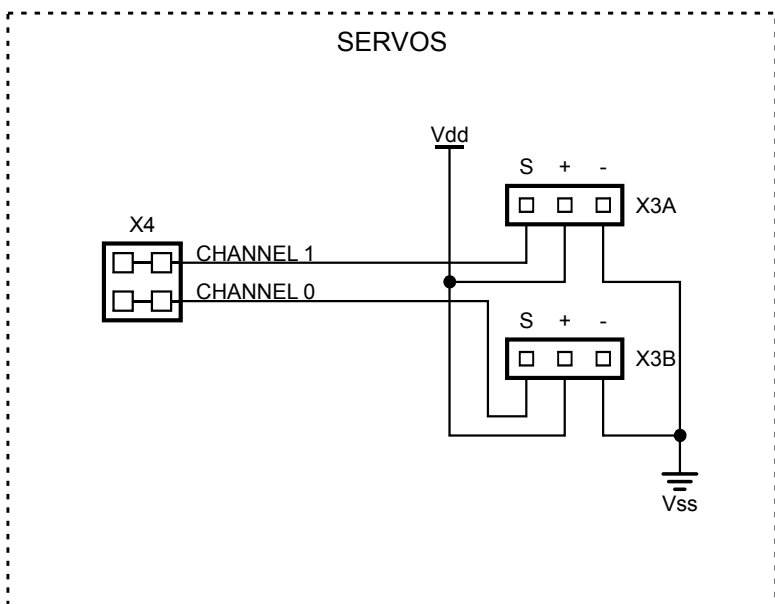 SERVOS
Vdd
S + -
X3A
X4
CHANNEL 1
CHANNEL 0
S + -
X3B
Vss